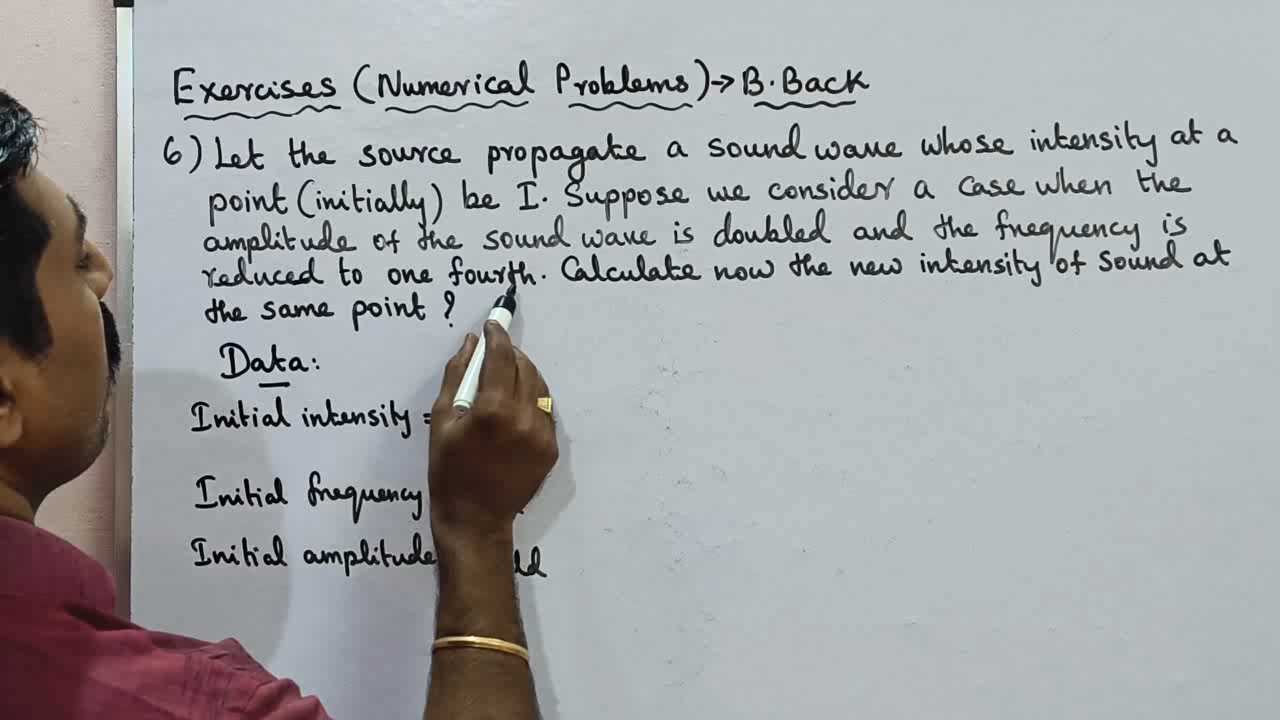 Exercises (Numerical Problems) → B. Back
6) Let the source propagate a sound wave whose intensity at a
point (initially) be I. Suppose we consider a case when the
amplitude of the sound wave is doubled and the frequency is
reduced to one fourth. Calculate now the new intensity of sound at
the same point ?
Data:
Initial intensity =
Initial frequency
Initial amplitude